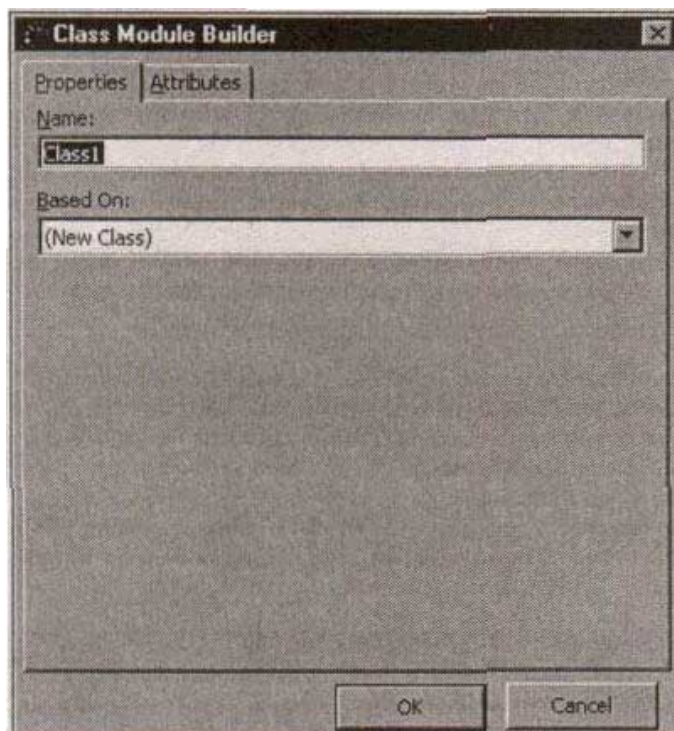 Class Module Builder
Properties Attributes
Name:
Class1
Based On:
(New Class)
OK Cancel